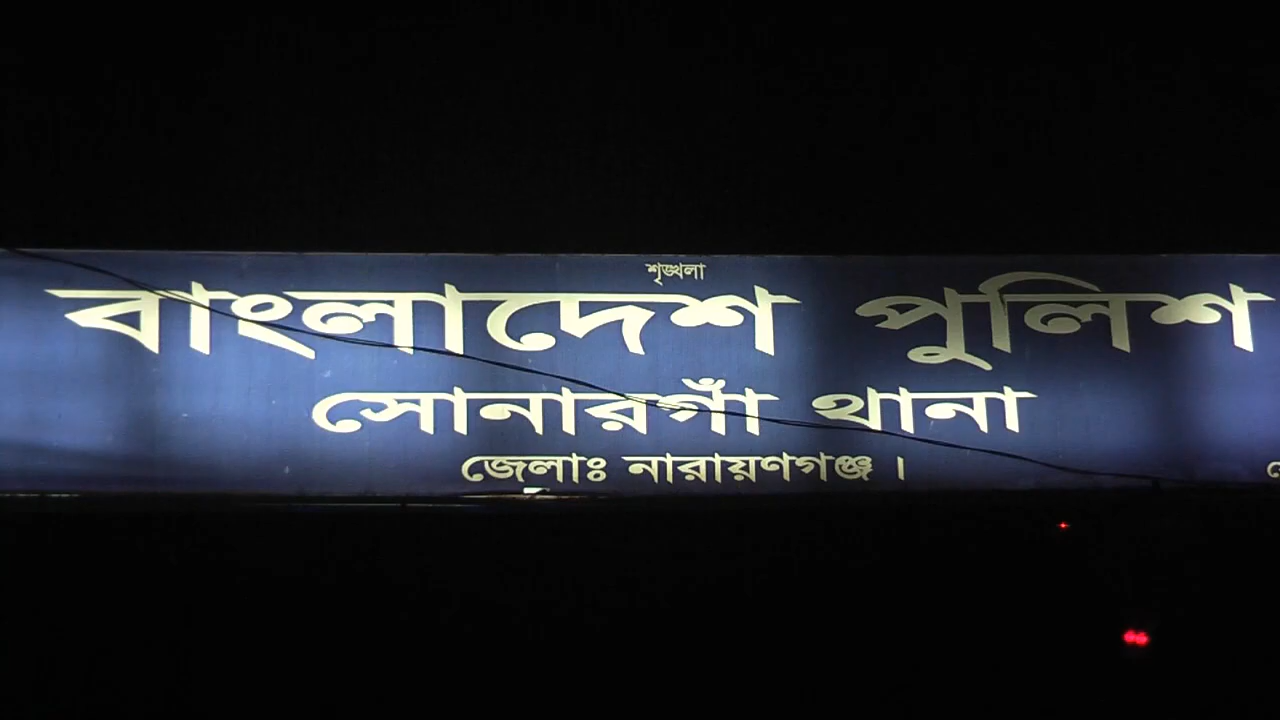 শৃঙ্খলা
বাংলাদেশ পুলিশ
সোনারগাঁ থানা
জেলাঃ নারায়ণগঞ্জ ।